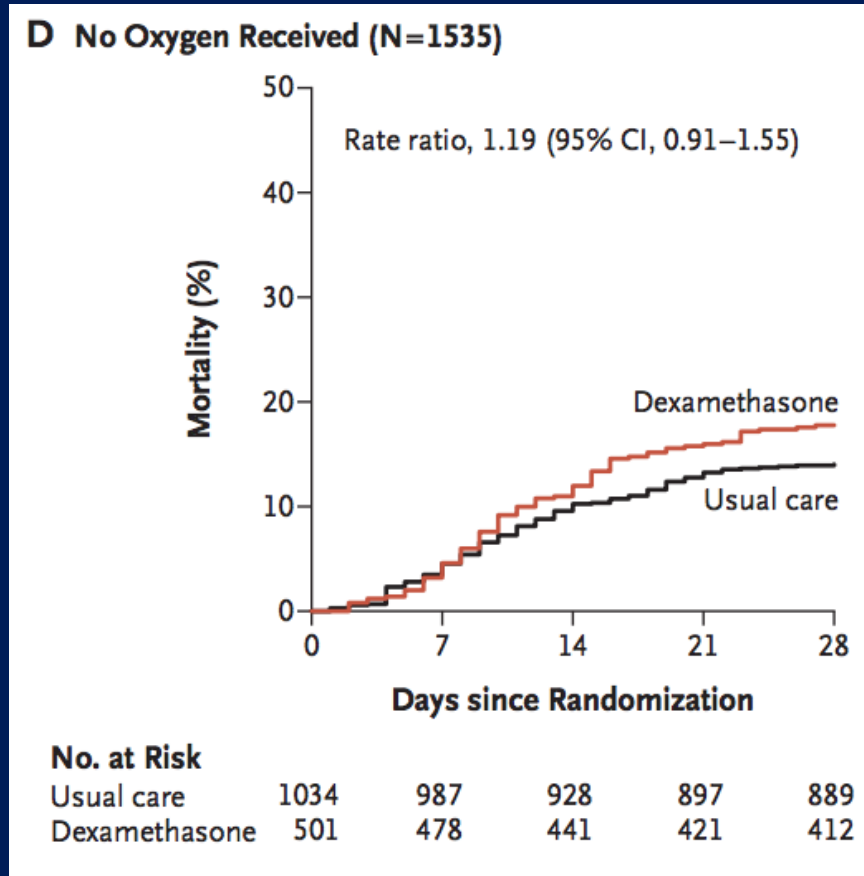 D No Oxygen Received (N=1535)
50
Rate ratio, 1.19 (95% CI, 0.91–1.55)
40
30
Mortality (%)
20
Dexamethasone
10
Usual care
0
0 7 14 21 28
Days since Randomization
No. at Risk
Usual care 1034 987 928 897 889
Dexamethasone 501 478 441 421 412